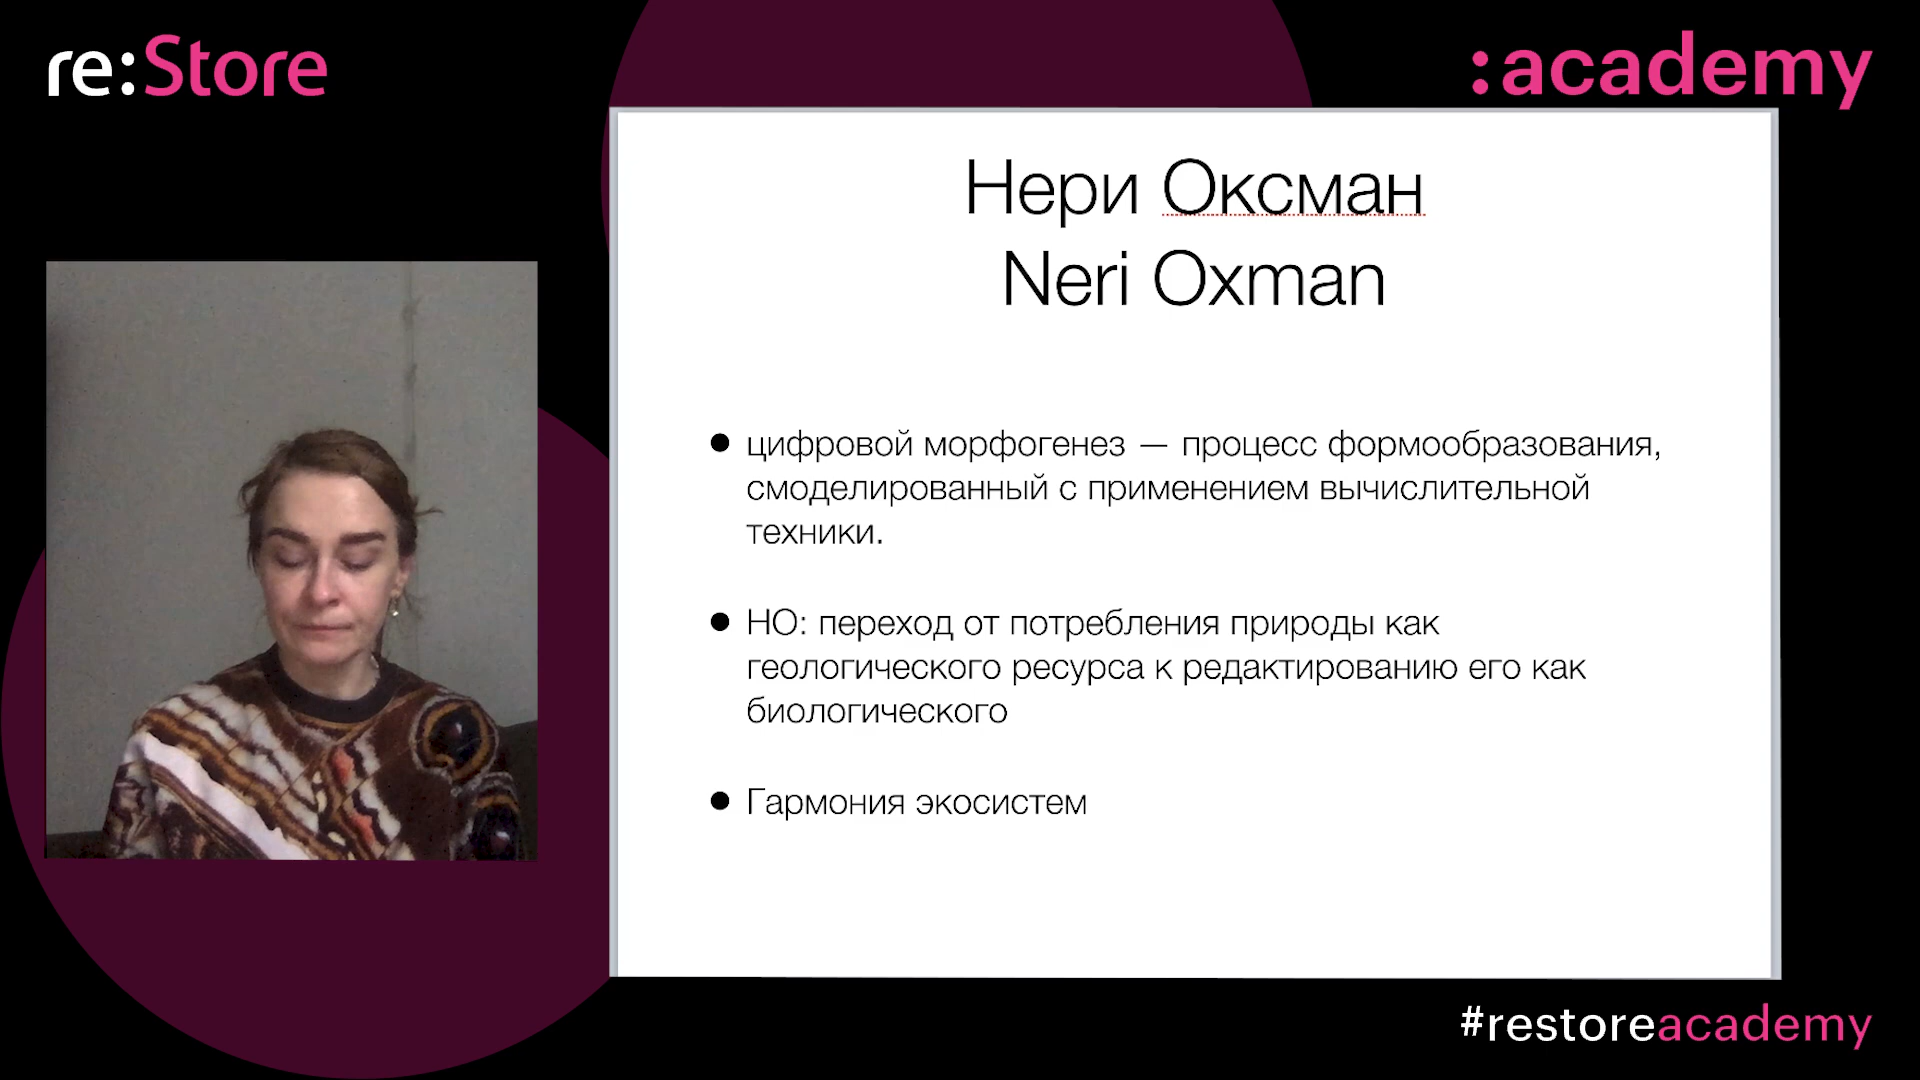 re:Store
:academy
Нери Оксман
Neri Oxman
цифровой морфогенез — процесс формообразования,
смоделированный с применением вычислительной
техники.
НО: переход от потребления природы как
геологического ресурса к редактированию его как
биологического
Гармония экосистем
#restoreacademy